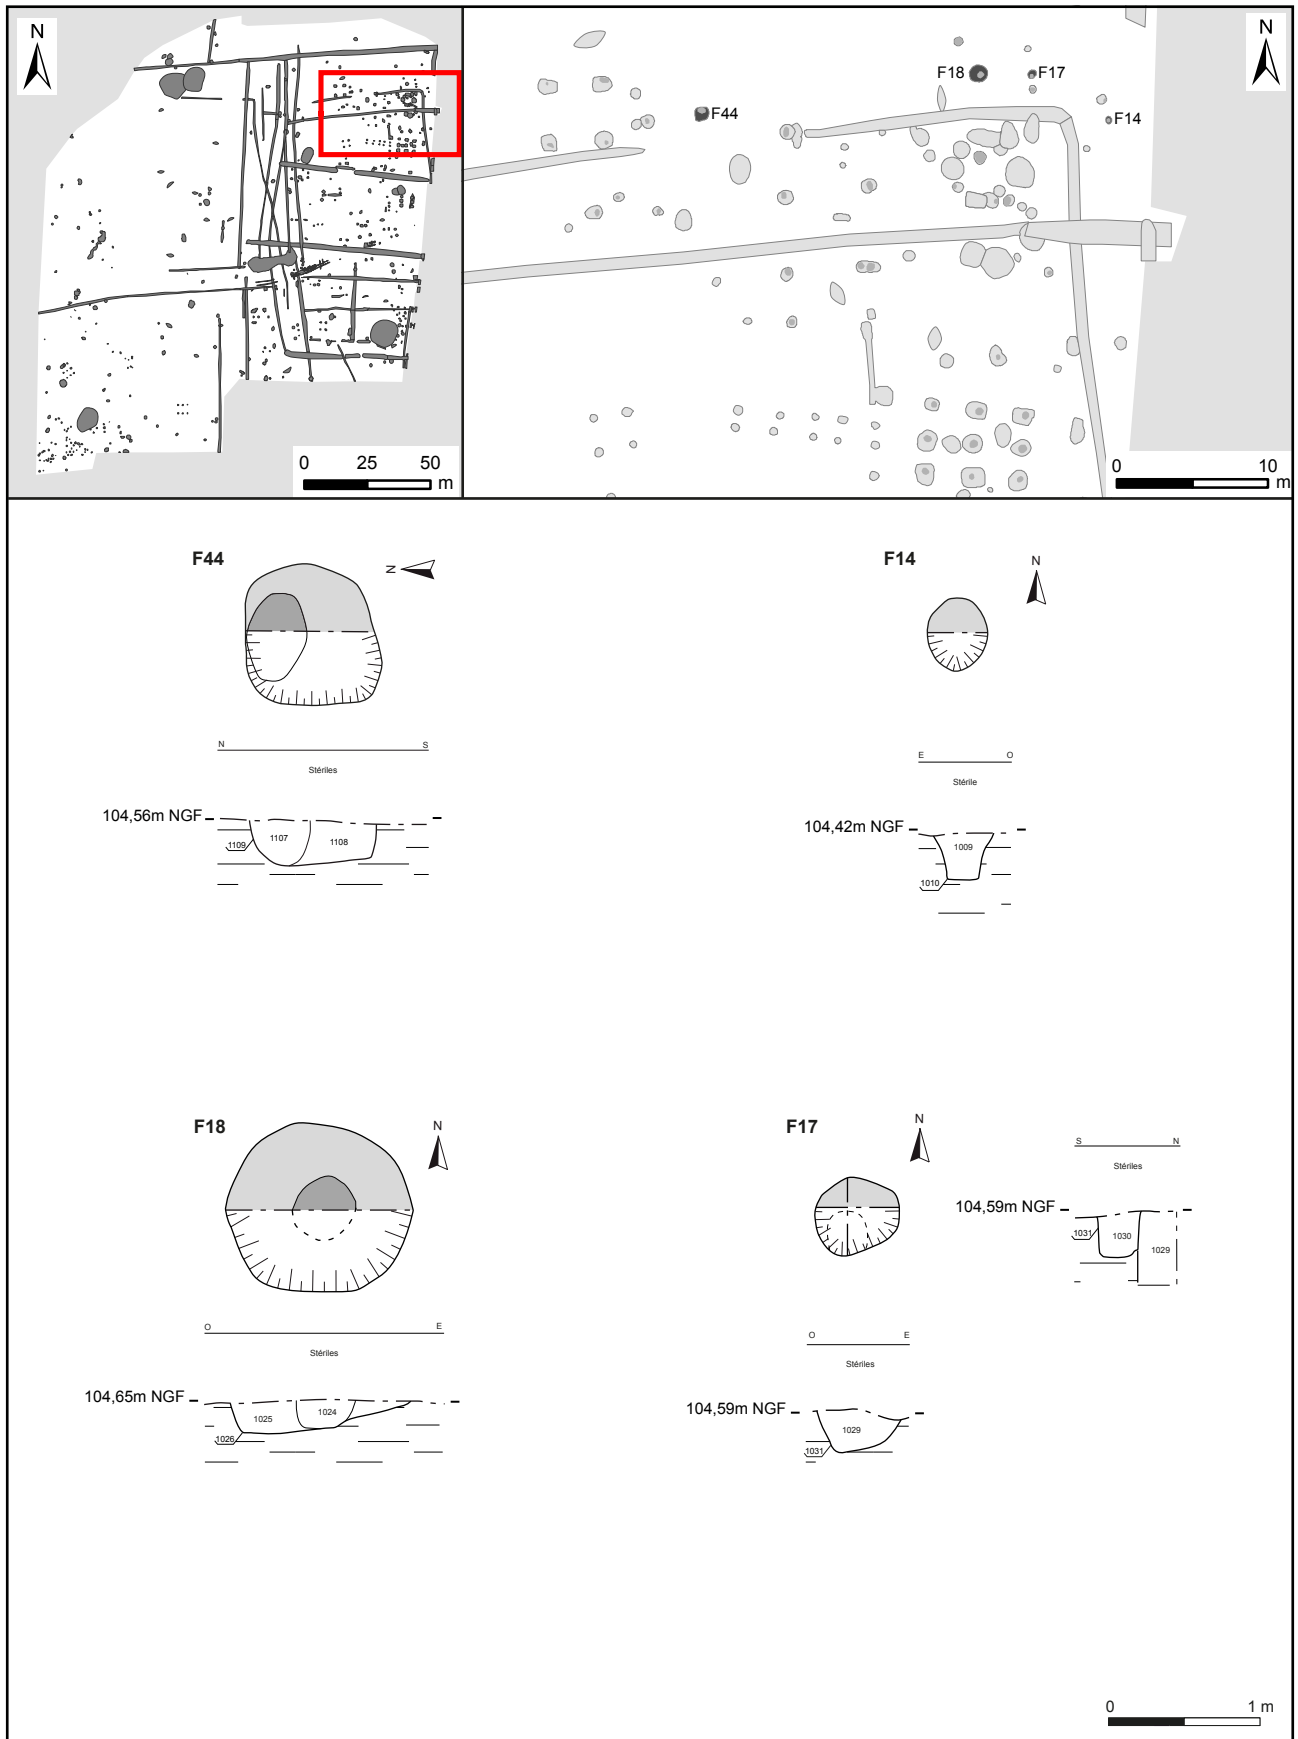 N
0 25 50
m
N
F18
F17
F44
F14
0 10
m
F44
N
N S
Stériles
104,56m NGF
1107
1108
1109
F14
N
E O
Stérile
104,42m NGF
1009
1010
F18
N
O E
Stériles
104,65m NGF
1025
1024
1026
F17
N
S N
Stériles
104,59m NGF
1031
1030
1029
O E
Stériles
104,59m NGF
1029
1031
0 1 m